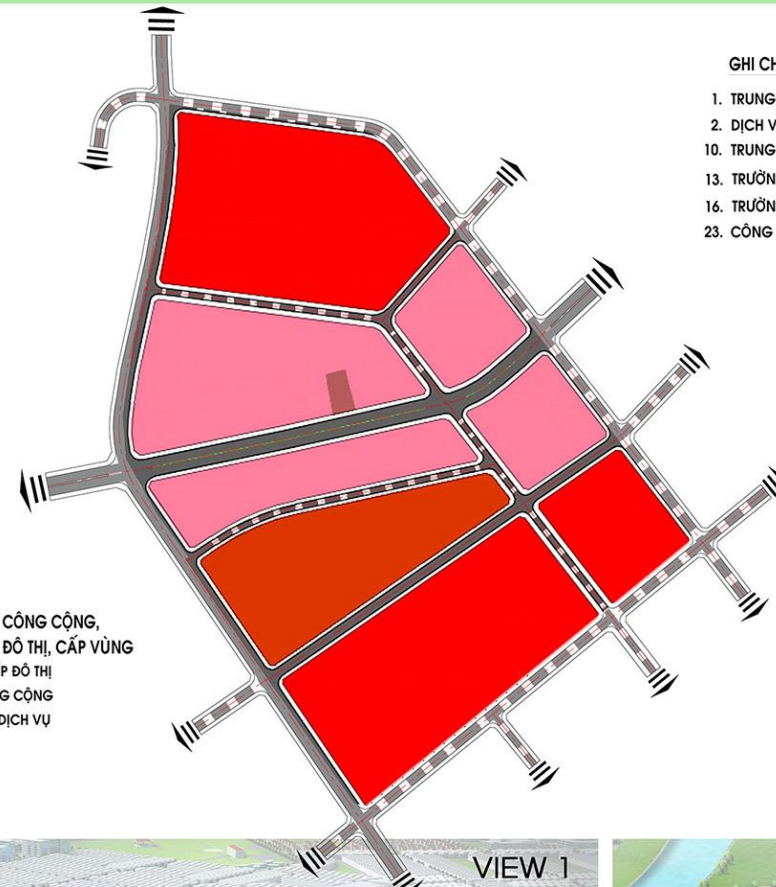 GHI CH
1. TRUNG
2. DỊCH V
10. TRUNG
13. TRƯỜN
16. TRƯỜN
23. CÔNG
CÔNG CỘNG,
ĐÔ THỊ, CẤP VÙNG
P ĐÔ THỊ
G CỘNG
DỊCH VỤ
VIEW 1